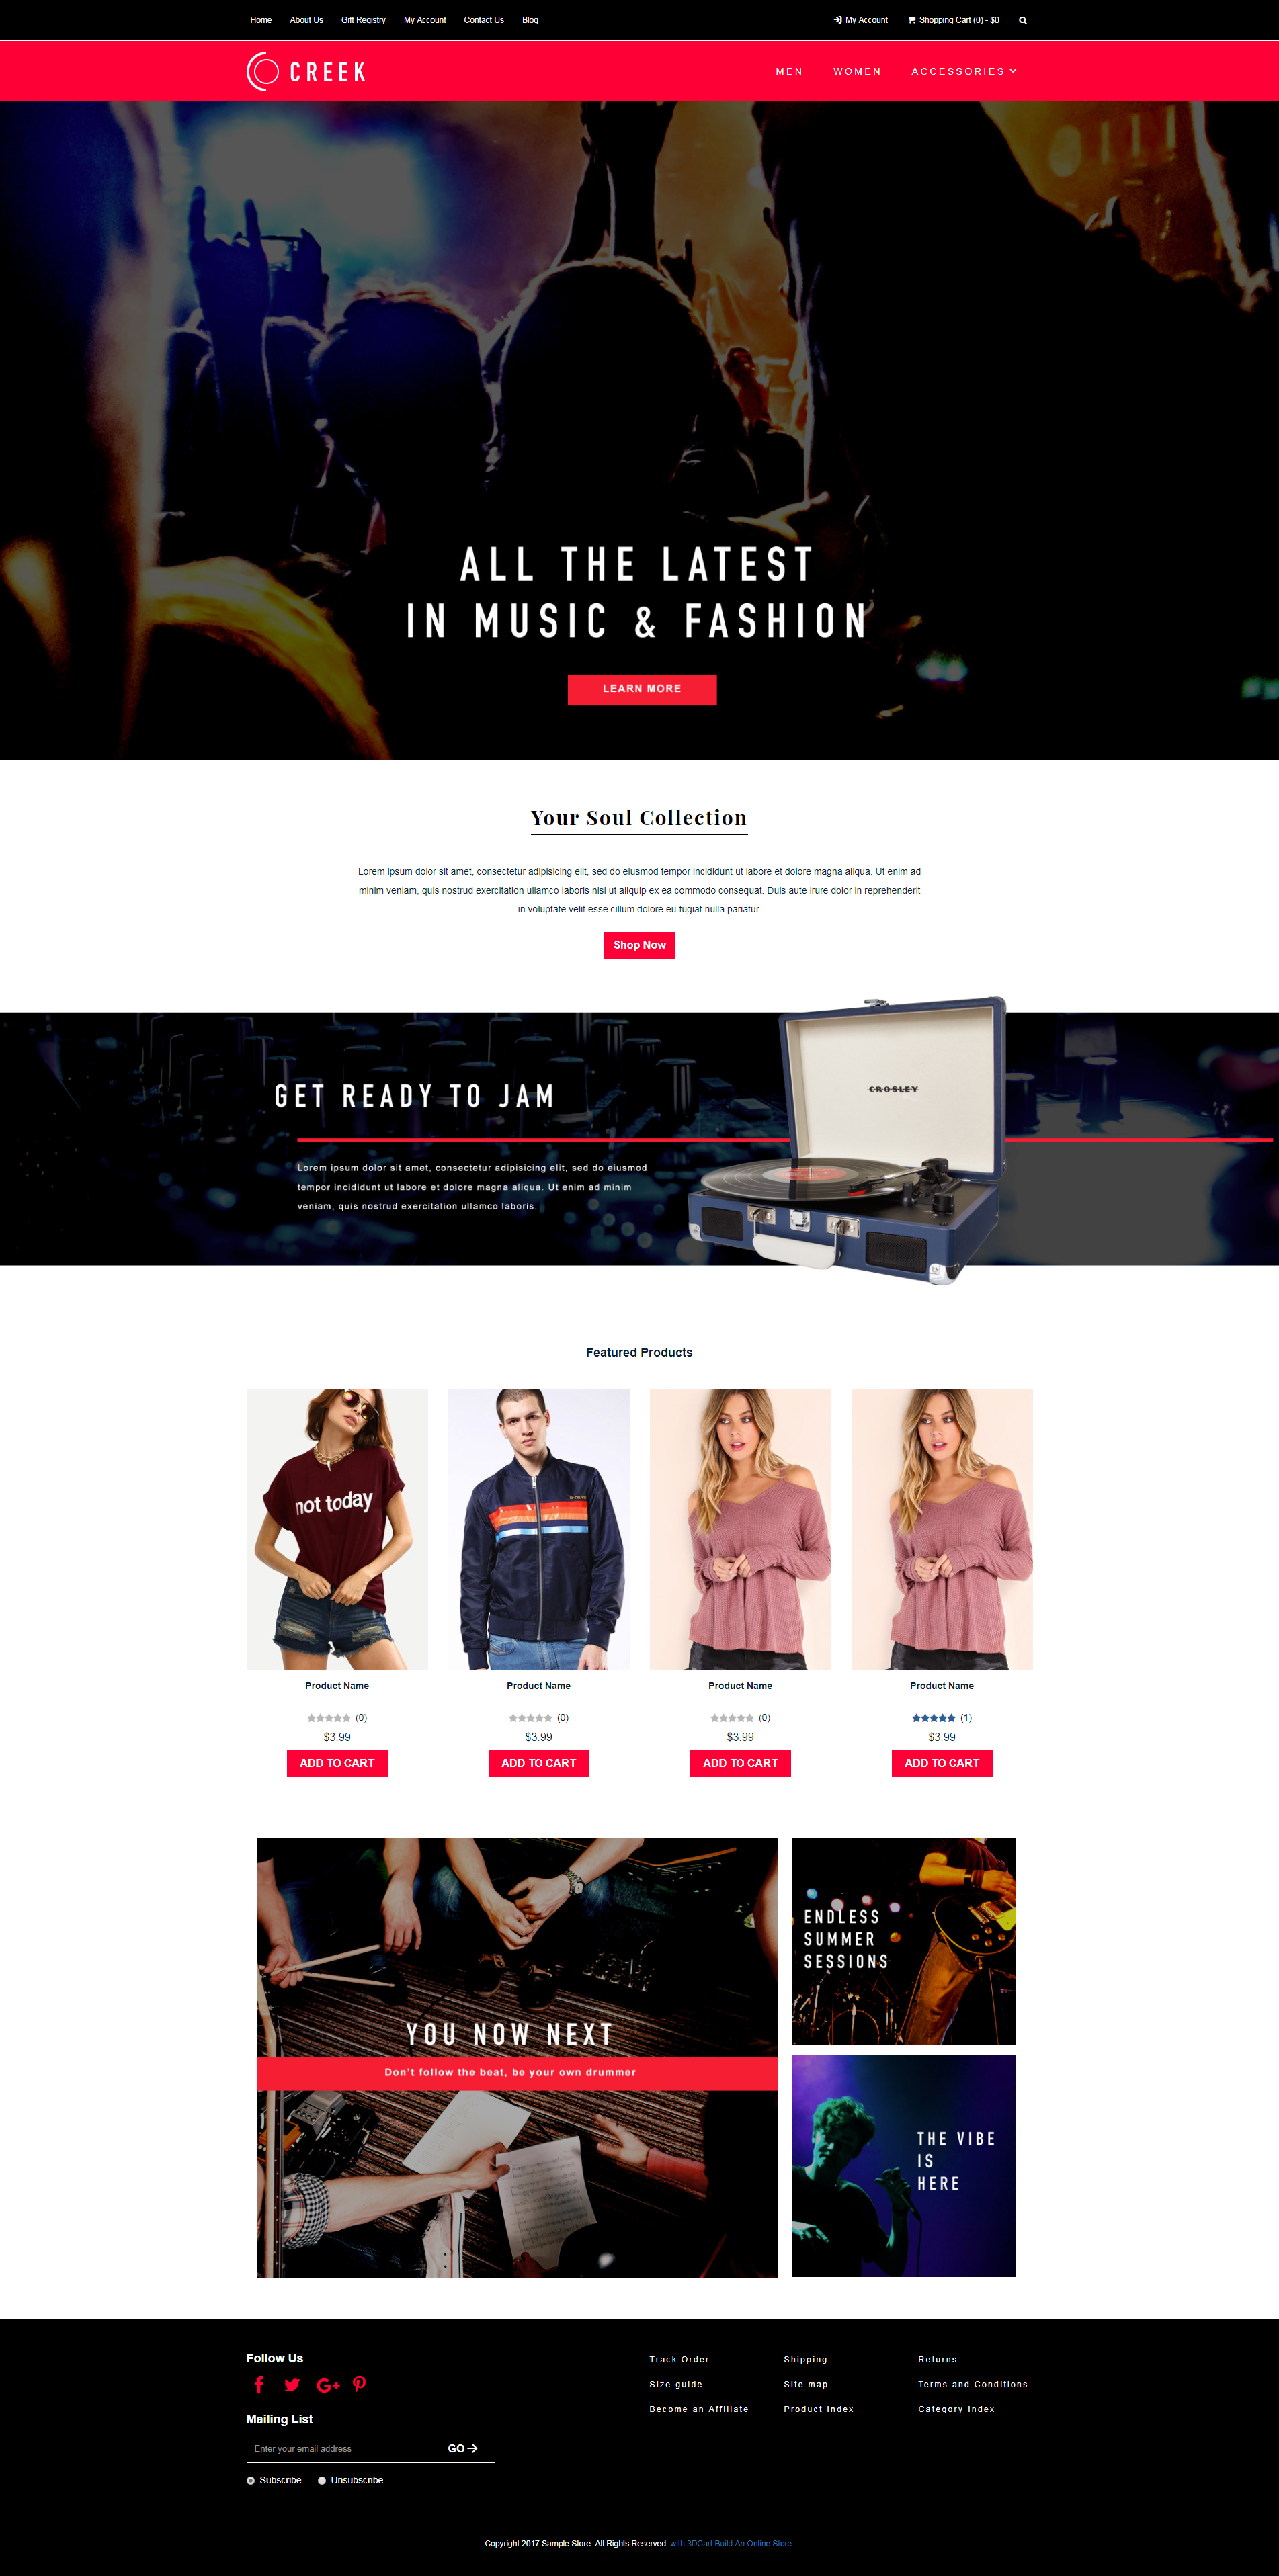 Home About Us Gift Registry My Account Contact Us Blog My Account Shopping Cart (0) - $0
CREEK MEN WOMEN ACCESSORIES
ALL THE LATEST
IN MUSIC & FASHION
LEARN MORE
Your Soul Collection
Lorem ipsum dolor sit amet, consectetur adipisicing elit, sed do eiusmod tempor incididunt ut labore et dolore magna aliqua. Ut enim ad
minim veniam, quis nostrud exercitation ullamco laboris nisi ut aliquip ex ea commodo consequat. Duis aute irure dolor in reprehenderit
in voluptate velit esse cillum dolore eu fugiat nulla pariatur.
Shop Now
CROSLEY
GET READY TO JAM
Lorem ipsum dolor sit amet, consectetur adipisicing elit, sed do eiusmod
tempor incididunt ut labore et dolore magna aliqua. Ut enim ad minim
veniam, quis nostrud exercitation ullamco laboris.
Featured Products
not today
Product Name Product Name Product Name Product Name
(0) (0) (0) (1)
$3.99 $3.99 $3.99 $3.99
ADD TO CART ADD TO CART ADD TO CART ADD TO CART
YOU NOW NEXT
Don't follow the beat, be your own drummer
ENDLESS
SUMMER
SESSIONS
THE VIBE
IS
HERE
Follow Us
Mailing List
Enter your email address GO
Subscribe Unsubscribe
Track Order Shipping Returns
Size guide Site map Terms and Conditions
Become an Affiliate Product Index Category Index
Copyright 2017 Sample Store. All Rights Reserved. with 3DCart Build An Online Store.